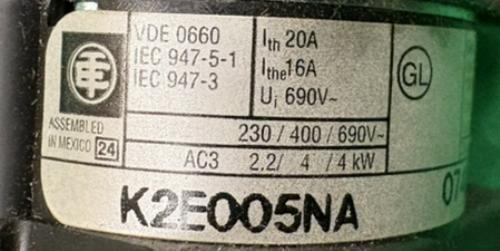 VDE 0660
IEC 947-5-1
IEC 947-3
Ith 20A
Ithe 16A
Ui 690V~
GL
ASSEMBLED
IN MEXICO 24
230 / 400 / 690V~
AC3 2.2/ 4 / 4 kW
K2E005NA